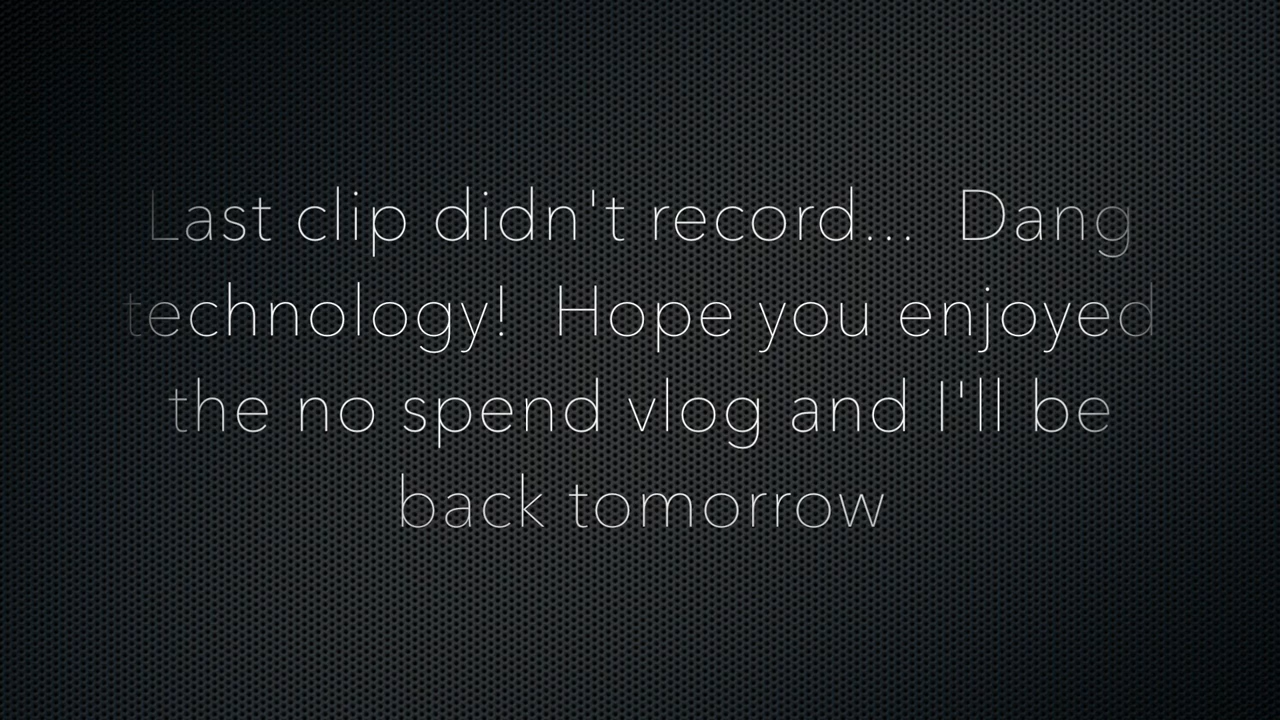 Last clip didn't record...  Dang
technology!  Hope you enjoyed
the no spend vlog and I'll be
back tomorrow